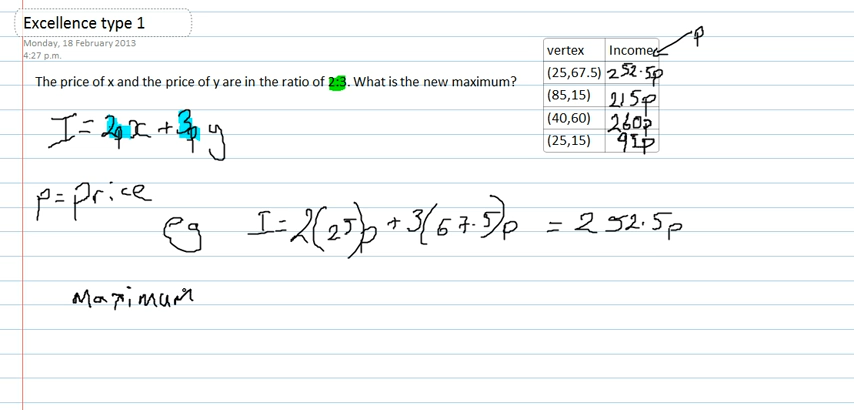 Excellence type 1
Monday, 18 February 2013
4:27 p.m.
The price of x and the price of y are in the ratio of 2:3. What is the new maximum?
vertex Income p
(25,67.5) 252.5p
(85,15) 215p
(40,60) 260p
(25,15) 95p
I = 2px + 3py
p = price
eg I = 2(25)p + 3(67.5)p = 252.5p
Maximum